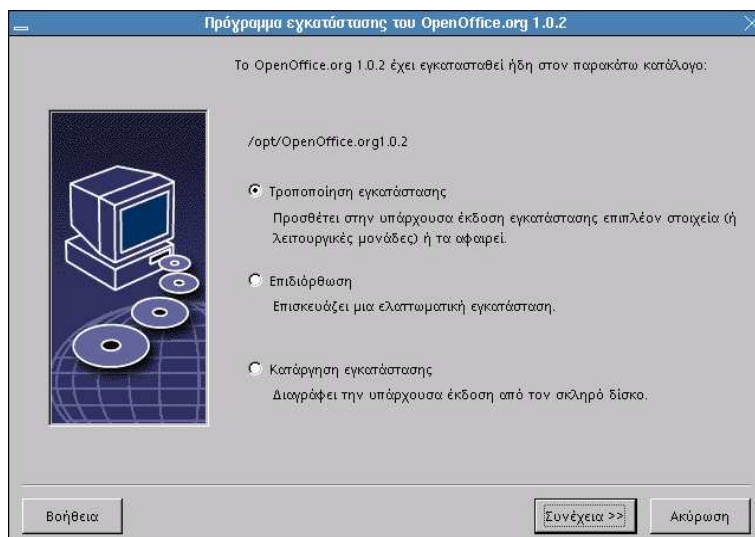 Πρόγραμμα εγκατάστασης του OpenOffice.org 1.0.2
Το OpenOffice.org 1.0.2 έχει εγκατασταθεί ήδη στον παρακάτω κατάλογο:
/opt/OpenOffice.org1.0.2
Τροποποίηση εγκατάστασης
Προσθέτει στην υπάρχουσα έκδοση εγκατάστασης επιπλέον στοιχεία (ή
λειτουργικές μονάδες) ή τα αφαιρεί.
Επιδιόρθωση
Επισκευάζει μια ελαττωματική εγκατάσταση.
Κατάργηση εγκατάστασης
Διαγράφει την υπάρχουσα έκδοση από τον σκληρό δίσκο.
Βοήθεια
Συνέχεια >>
Ακύρωση